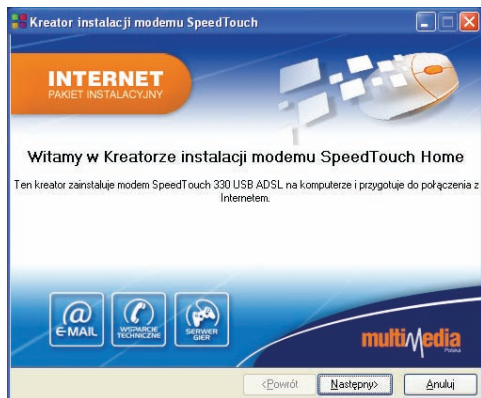 Kreator instalacji modemu SpeedTouch
INTERNET
PAKIET INSTALACYJNY
Witamy w Kreatorze instalacji modemu SpeedTouch Home
Ten kreator zainstaluje modem SpeedTouch 330 USB ADSL na komputerze i przygotuje do połączenia z
Internetem.
@
E-MAIL
WSPARCIE
TECHNICZNE
SERWER
GIER
multiMedia
Polska
<Powrót
Następny>
Anuluj